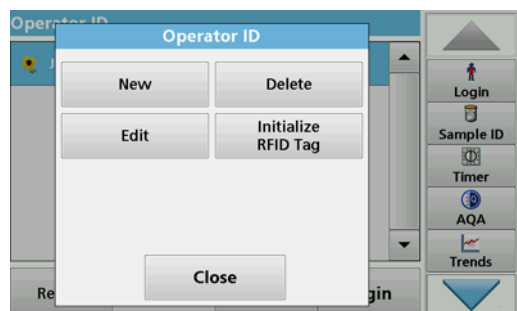 Operator ID
Operator ID
J
New
Delete
Edit
Initialize
RFID Tag
Close
Re
gin
Login
Sample ID
Timer
AQA
Trends